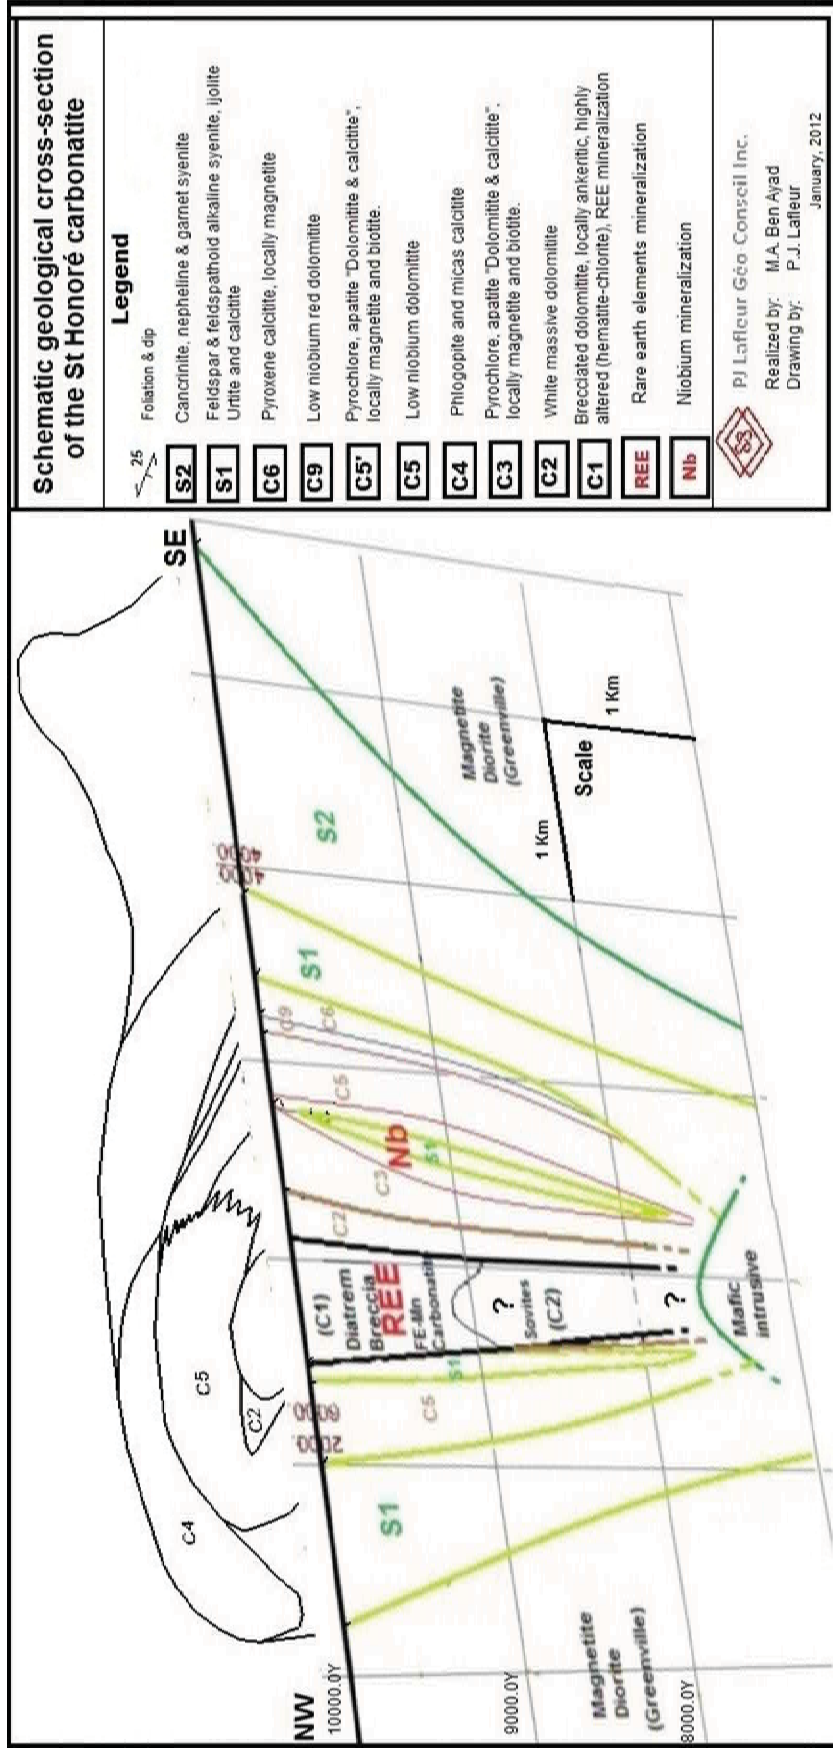 Schematic geological cross-section
of the St Honoré carbonatite
Legend
25
Foliation & dip
S2
Cancrinite, nepheline & garnet syenite
S1
Feldspar & feldspathoid alkaline syenite, Ijolite
Urtite and calcitite
C6
Pyroxene calcitite, locally magnetite
C9
Low niobium red dolomitite
C5'
Pyrochlore, apatite "Dolomitite & calcitite",
locally magnetite and biotite.
C5
Low niobium dolomitite
C4
Phlogopite and micas calcitite
C3
Pyrochlore, apatite "Dolomitite & calcitite",
locally magnetite and biotite.
C2
White massive dolomitite
C1
Brecciated dolomitite, locally ankeritic, highly
altered (hematite-chlorite), REE mineralization
REE
Rare earth elements mineralization
Nb
Niobium mineralization
PJ Lafleur Géo Conseil Inc.
Realized by: M.A. Ben Ayad
Drawing by: P.J. Lafleur
January, 2012
C4
C5
C2
NW
SE
10000.0Y
9000.0Y
8000.0Y
S1
C5
S1
(C1)
Diatrem
Breccia
REE
FE-Mn
Carbonatite
?
Sovites
(C2)
?
C2
C3
Nb
S1
C5
C9
C6
S1
S2
Magnetite
Diorite
(Greenville)
1 Km
Scale
1 Km
Mafic
intrusive
Magnetite
Diorite
(Greenville)